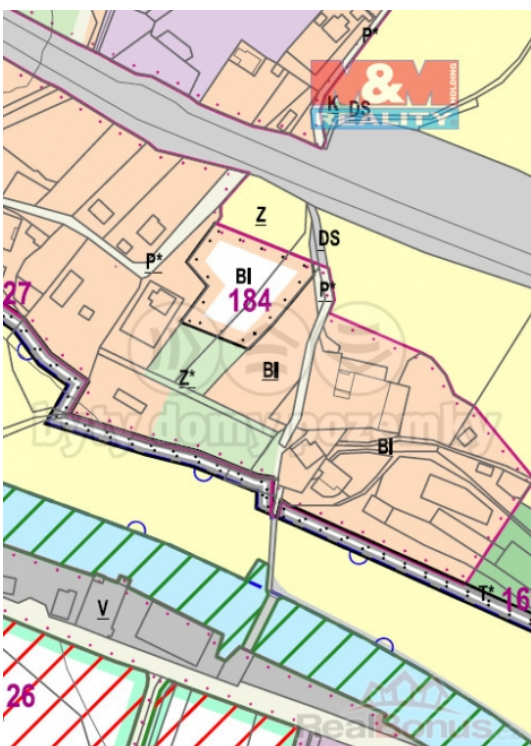 P*
M&M
HOLDING
K DS
REALITY
Z
DS
P*
BI
184
P*
27
BI
Z*
byty domy pozemky
BI
T*
16
V
26
RealBonus